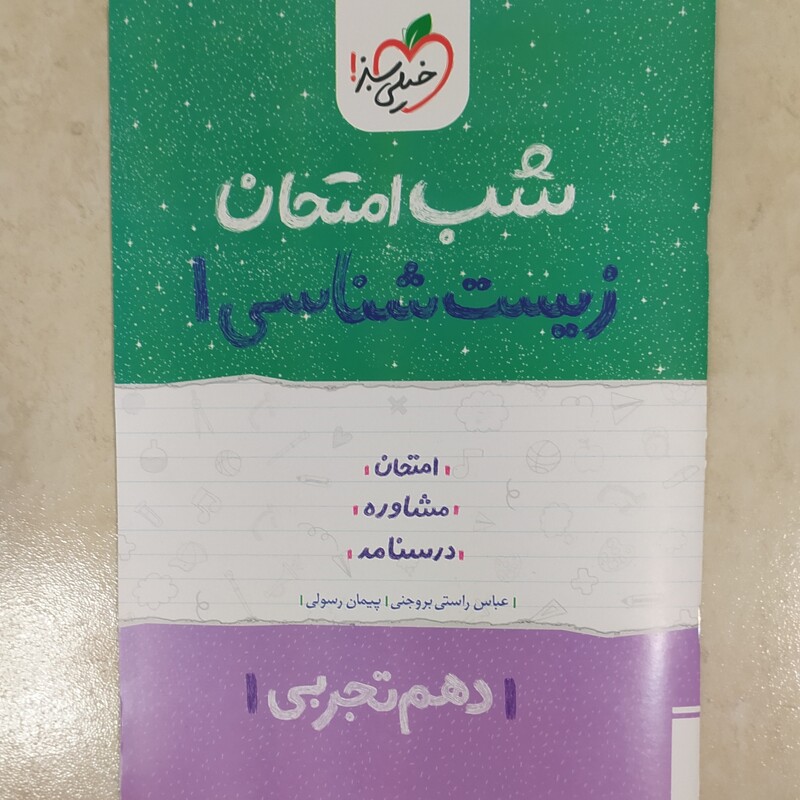 خیلی سبز!
شب امتحان
زیست شناسی ۱
امتحان
مشاوره
درسنامه
| عباس راستی بروجنی | پیمان رسولی |
| دهم تجربی |